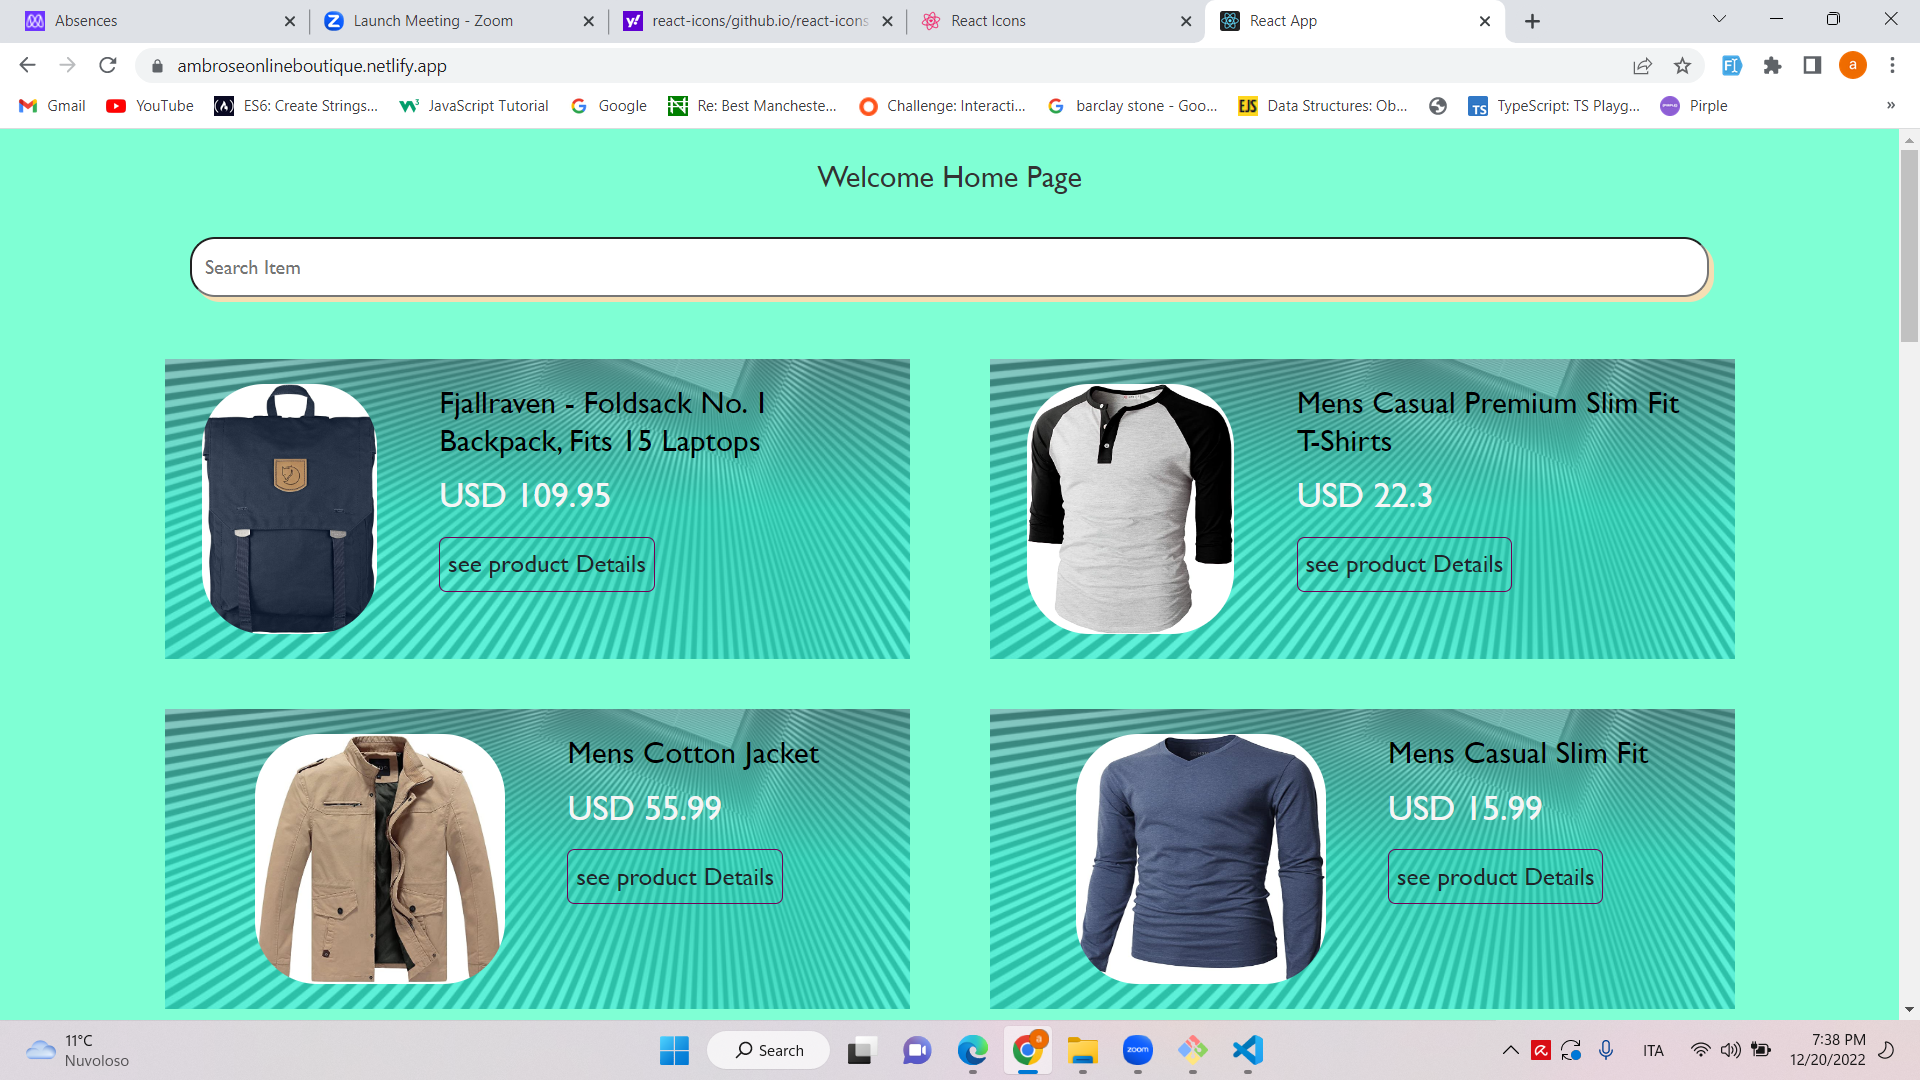 Absences
Launch Meeting - Zoom
react-icons/github.io/react-icons
React Icons
React App
ambroseonlineboutique.netlify.app
a
Gmail
YouTube
ES6: Create Strings...
JavaScript Tutorial
Google
Re: Best Mancheste...
Challenge: Interacti...
barclay stone - Goo...
EJS
Data Structures: Ob...
TS
TypeScript: TS Playg...
Pirple
»
Welcome Home Page
Search Item
Fjallraven - Foldsack No. 1
Backpack, Fits 15 Laptops
USD 109.95
see product Details
Mens Casual Premium Slim Fit
T-Shirts
USD 22.3
see product Details
Mens Cotton Jacket
USD 55.99
see product Details
Mens Casual Slim Fit
USD 15.99
see product Details
11°C
Nuvoloso
Search
a
zoom
ITA
7:38 PM
12/20/2022